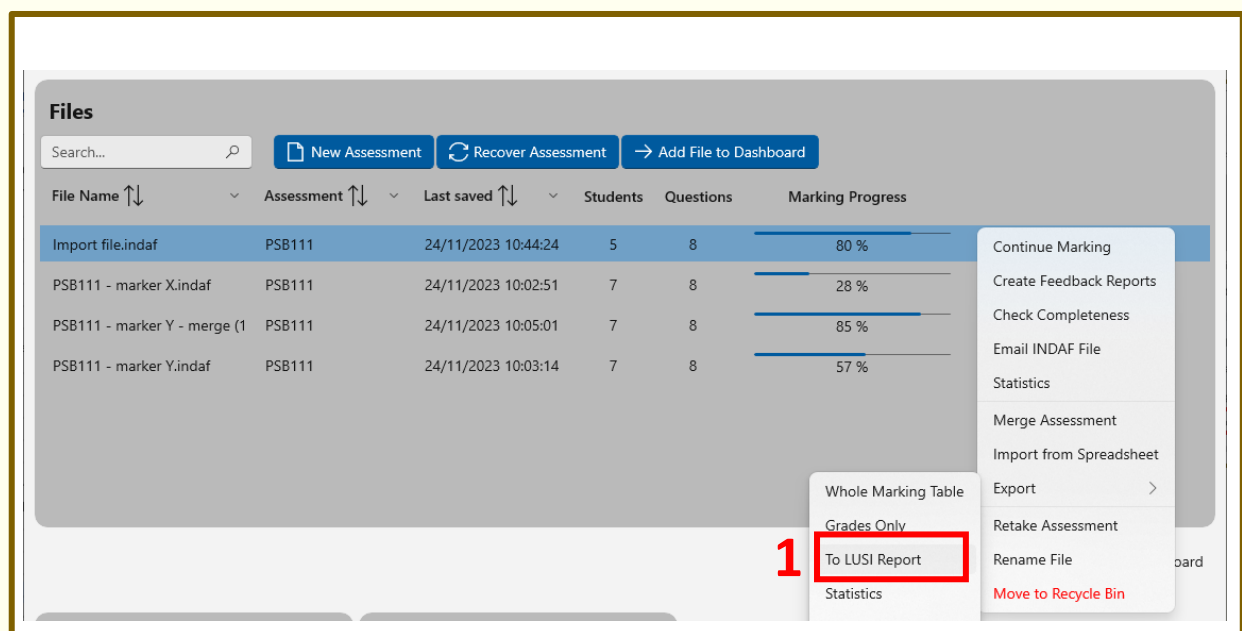 Files
Search...
New Assessment
Recover Assessment
Add File to Dashboard
File Name Assessment Last saved Students Questions Marking Progress
Import file.indaf PSB111 24/11/2023 10:44:24 5 8 80 %
PSB111 - marker X.indaf PSB111 24/11/2023 10:02:51 7 8 28 %
PSB111 - marker Y - merge (1 PSB111 24/11/2023 10:05:01 7 8 85 %
PSB111 - marker Y.indaf PSB111 24/11/2023 10:03:14 7 8 57 %
Continue Marking
Create Feedback Reports
Check Completeness
Email INDAF File
Statistics
Merge Assessment
Import from Spreadsheet
Export
Retake Assessment
Rename File
Move to Recycle Bin
Whole Marking Table
Grades Only
1 To LUSI Report
Statistics
oard